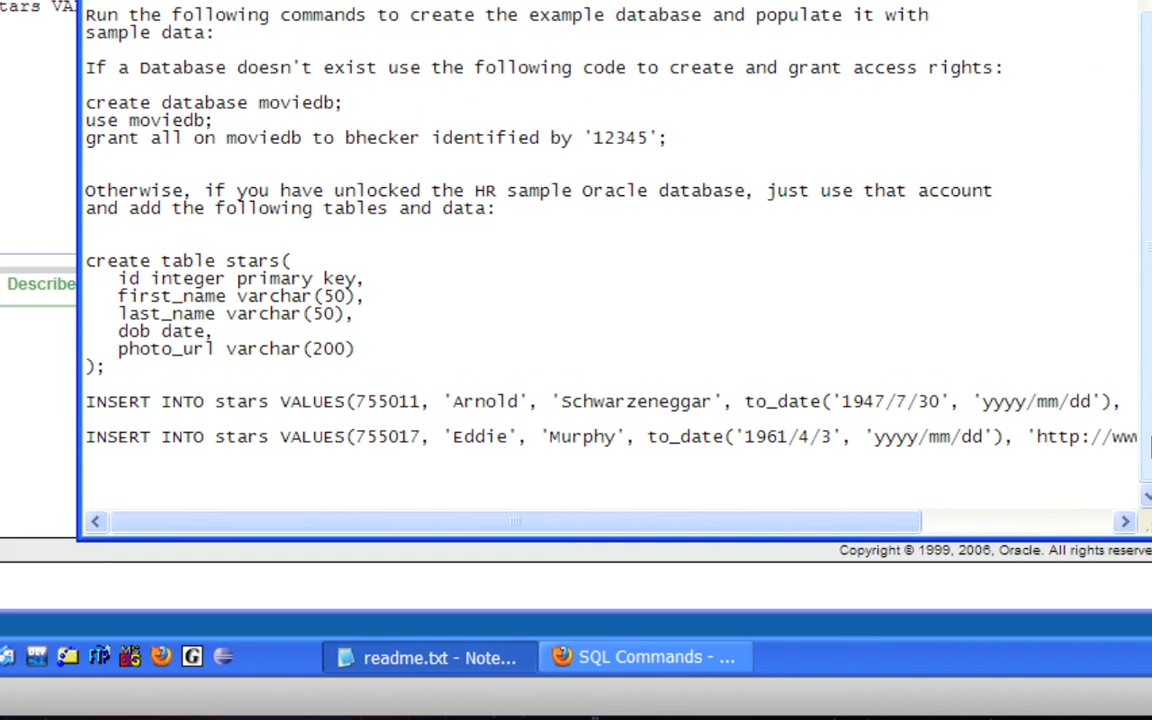 tars VA
Run the following commands to create the example database and populate it with
sample data:
If a Database doesn't exist use the following code to create and grant access rights:
create database moviedb;
use moviedb;
grant all on moviedb to bhecker identified by '12345';
Otherwise, if you have unlocked the HR sample Oracle database, just use that account
and add the following tables and data:
create table stars(
id integer primary key,
first_name varchar(50),
last_name varchar(50),
dob date,
photo_url varchar(200)
);
INSERT INTO stars VALUES(755011, 'Arnold', 'Schwarzeneggar', to_date('1947/7/30', 'yyyy/mm/dd'),
INSERT INTO stars VALUES(755017, 'Eddie', 'Murphy', to_date('1961/4/3', 'yyyy/mm/dd'), 'http://www
Describe
Copyright © 1999, 2006, Oracle. All rights reserve
G
readme.txt - Note...
SQL Commands - ...